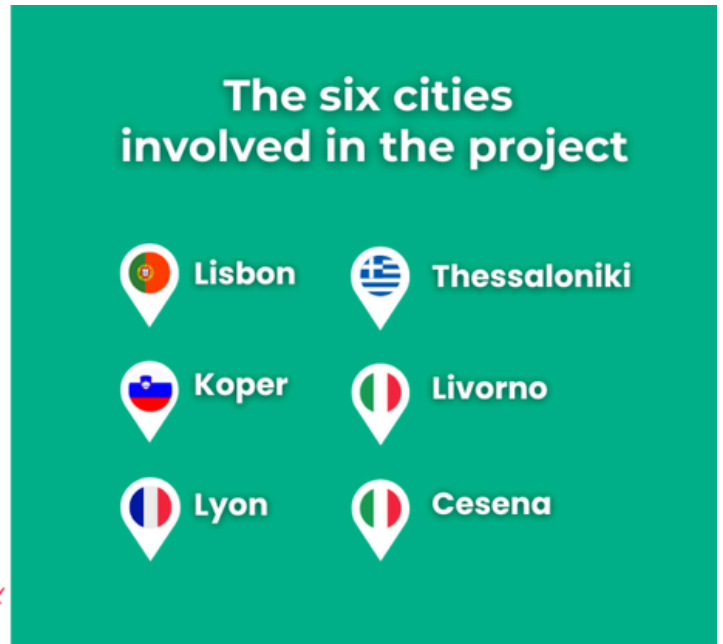 The six cities
involved in the project
Lisbon
Thessaloniki
Koper
Livorno
Lyon
Cesena